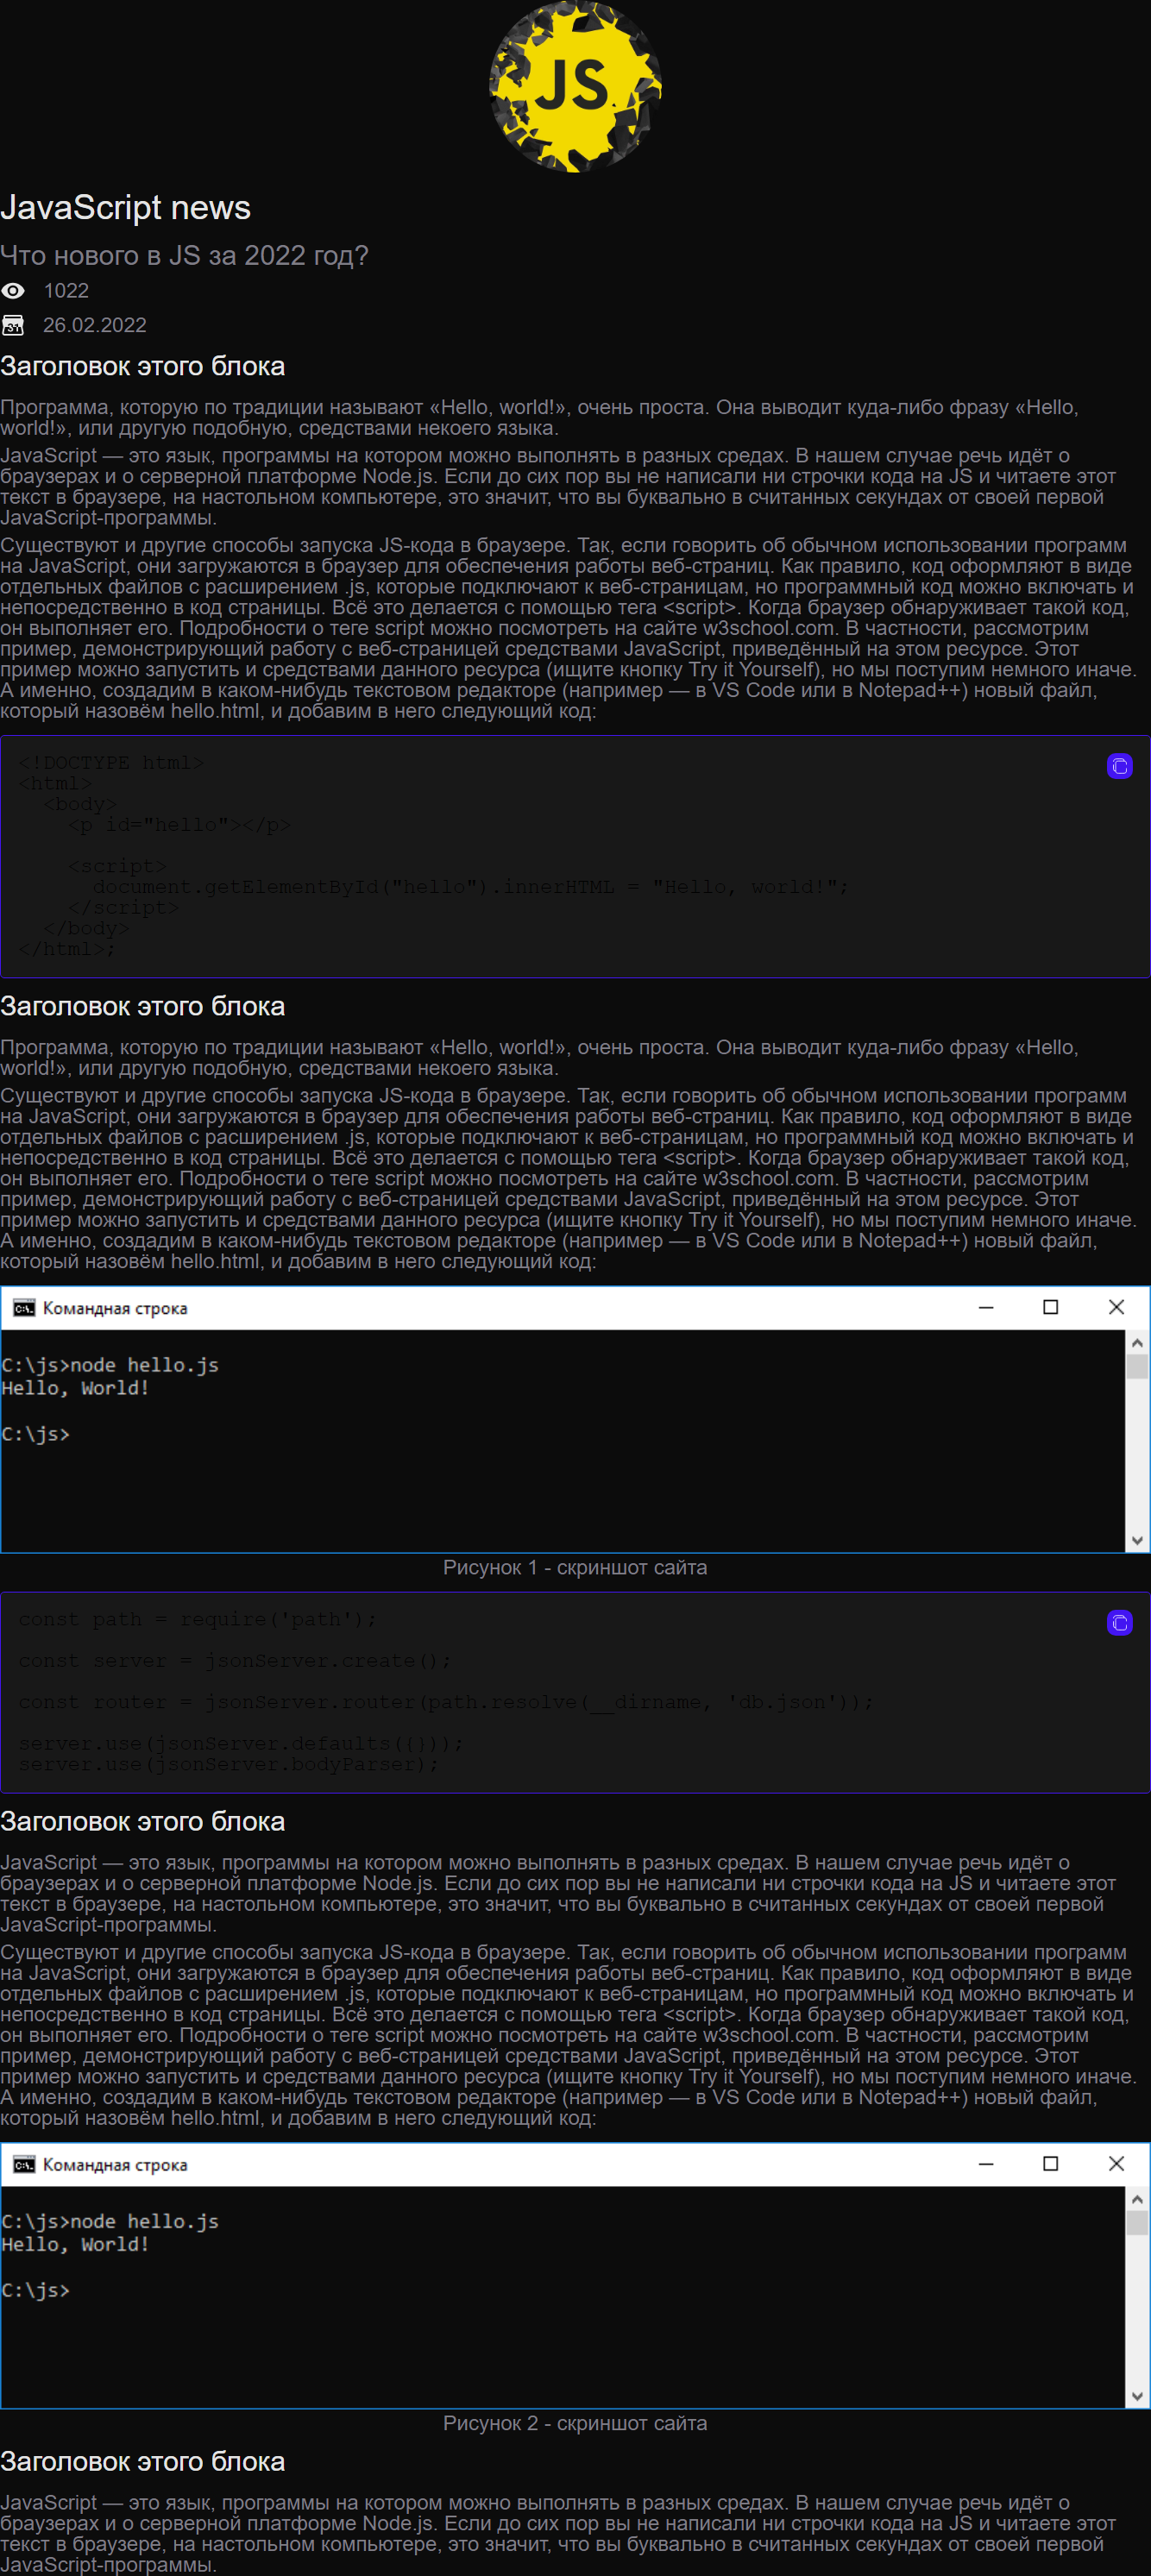 JS
JavaScript news
Что нового в JS за 2022 год?
1022
31
26.02.2022
Заголовок этого блока
Программа, которую по традиции называют «Hello, world!», очень проста. Она выводит куда-либо фразу «Hello,
world!», или другую подобную, средствами некоего языка.
JavaScript — это язык, программы на котором можно выполнять в разных средах. В нашем случае речь идёт о
браузерах и о серверной платформе Node.js. Если до сих пор вы не написали ни строчки кода на JS и читаете этот
текст в браузере, на настольном компьютере, это значит, что вы буквально в считанных секундах от своей первой
JavaScript-программы.
Существуют и другие способы запуска JS-кода в браузере. Так, если говорить об обычном использовании программ
на JavaScript, они загружаются в браузер для обеспечения работы веб-страниц. Как правило, код оформляют в виде
отдельных файлов с расширением .js, которые подключают к веб-страницам, но программный код можно включать и
непосредственно в код страницы. Всё это делается с помощью тега <script>. Когда браузер обнаруживает такой код,
он выполняет его. Подробности о теге script можно посмотреть на сайте w3school.com. В частности, рассмотрим
пример, демонстрирующий работу с веб-страницей средствами JavaScript, приведённый на этом ресурсе. Этот
пример можно запустить и средствами данного ресурса (ищите кнопку Try it Yourself), но мы поступим немного иначе.
А именно, создадим в каком-нибудь текстовом редакторе (например — в VS Code или в Notepad++) новый файл,
который назовём hello.html, и добавим в него следующий код:
<!DOCTYPE html>
<html>
<body>
<p id="hello"></p>
<script>
document.getElementById("hello").innerHTML = "Hello, world!";
</script>
</body>
</html>;
Заголовок этого блока
Программа, которую по традиции называют «Hello, world!», очень проста. Она выводит куда-либо фразу «Hello,
world!», или другую подобную, средствами некоего языка.
Существуют и другие способы запуска JS-кода в браузере. Так, если говорить об обычном использовании программ
на JavaScript, они загружаются в браузер для обеспечения работы веб-страниц. Как правило, код оформляют в виде
отдельных файлов с расширением .js, которые подключают к веб-страницам, но программный код можно включать и
непосредственно в код страницы. Всё это делается с помощью тега <script>. Когда браузер обнаруживает такой код,
он выполняет его. Подробности о теге script можно посмотреть на сайте w3school.com. В частности, рассмотрим
пример, демонстрирующий работу с веб-страницей средствами JavaScript, приведённый на этом ресурсе. Этот
пример можно запустить и средствами данного ресурса (ищите кнопку Try it Yourself), но мы поступим немного иначе.
А именно, создадим в каком-нибудь текстовом редакторе (например — в VS Code или в Notepad++) новый файл,
который назовём hello.html, и добавим в него следующий код:
C:\. Командная строка
C:\js>node hello.js
Hello, World!
C:\js>
Рисунок 1 - скриншот сайта
const path = require('path');
const server = jsonServer.create();
const router = jsonServer.router(path.resolve(__dirname, 'db.json'));
server.use(jsonServer.defaults({}));
server.use(jsonServer.bodyParser);
Заголовок этого блока
JavaScript — это язык, программы на котором можно выполнять в разных средах. В нашем случае речь идёт о
браузерах и о серверной платформе Node.js. Если до сих пор вы не написали ни строчки кода на JS и читаете этот
текст в браузере, на настольном компьютере, это значит, что вы буквально в считанных секундах от своей первой
JavaScript-программы.
Существуют и другие способы запуска JS-кода в браузере. Так, если говорить об обычном использовании программ
на JavaScript, они загружаются в браузер для обеспечения работы веб-страниц. Как правило, код оформляют в виде
отдельных файлов с расширением .js, которые подключают к веб-страницам, но программный код можно включать и
непосредственно в код страницы. Всё это делается с помощью тега <script>. Когда браузер обнаруживает такой код,
он выполняет его. Подробности о теге script можно посмотреть на сайте w3school.com. В частности, рассмотрим
пример, демонстрирующий работу с веб-страницей средствами JavaScript, приведённый на этом ресурсе. Этот
пример можно запустить и средствами данного ресурса (ищите кнопку Try it Yourself), но мы поступим немного иначе.
А именно, создадим в каком-нибудь текстовом редакторе (например — в VS Code или в Notepad++) новый файл,
который назовём hello.html, и добавим в него следующий код:
C:\. Командная строка
C:\js>node hello.js
Hello, World!
C:\js>
Рисунок 2 - скриншот сайта
Заголовок этого блока
JavaScript — это язык, программы на котором можно выполнять в разных средах. В нашем случае речь идёт о
браузерах и о серверной платформе Node.js. Если до сих пор вы не написали ни строчки кода на JS и читаете этот
текст в браузере, на настольном компьютере, это значит, что вы буквально в считанных секундах от своей первой
JavaScript-программы.